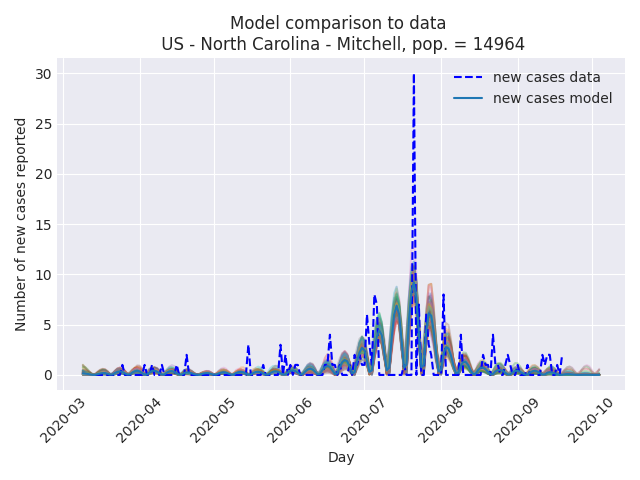 Model comparison to data
US - North Carolina - Mitchell, pop. = 14964
new cases data
new cases model
Number of new cases reported
30
25
20
15
10
5
0
2020-03
2020-04
2020-05
2020-06
2020-07
2020-08
2020-09
2020-10
Day